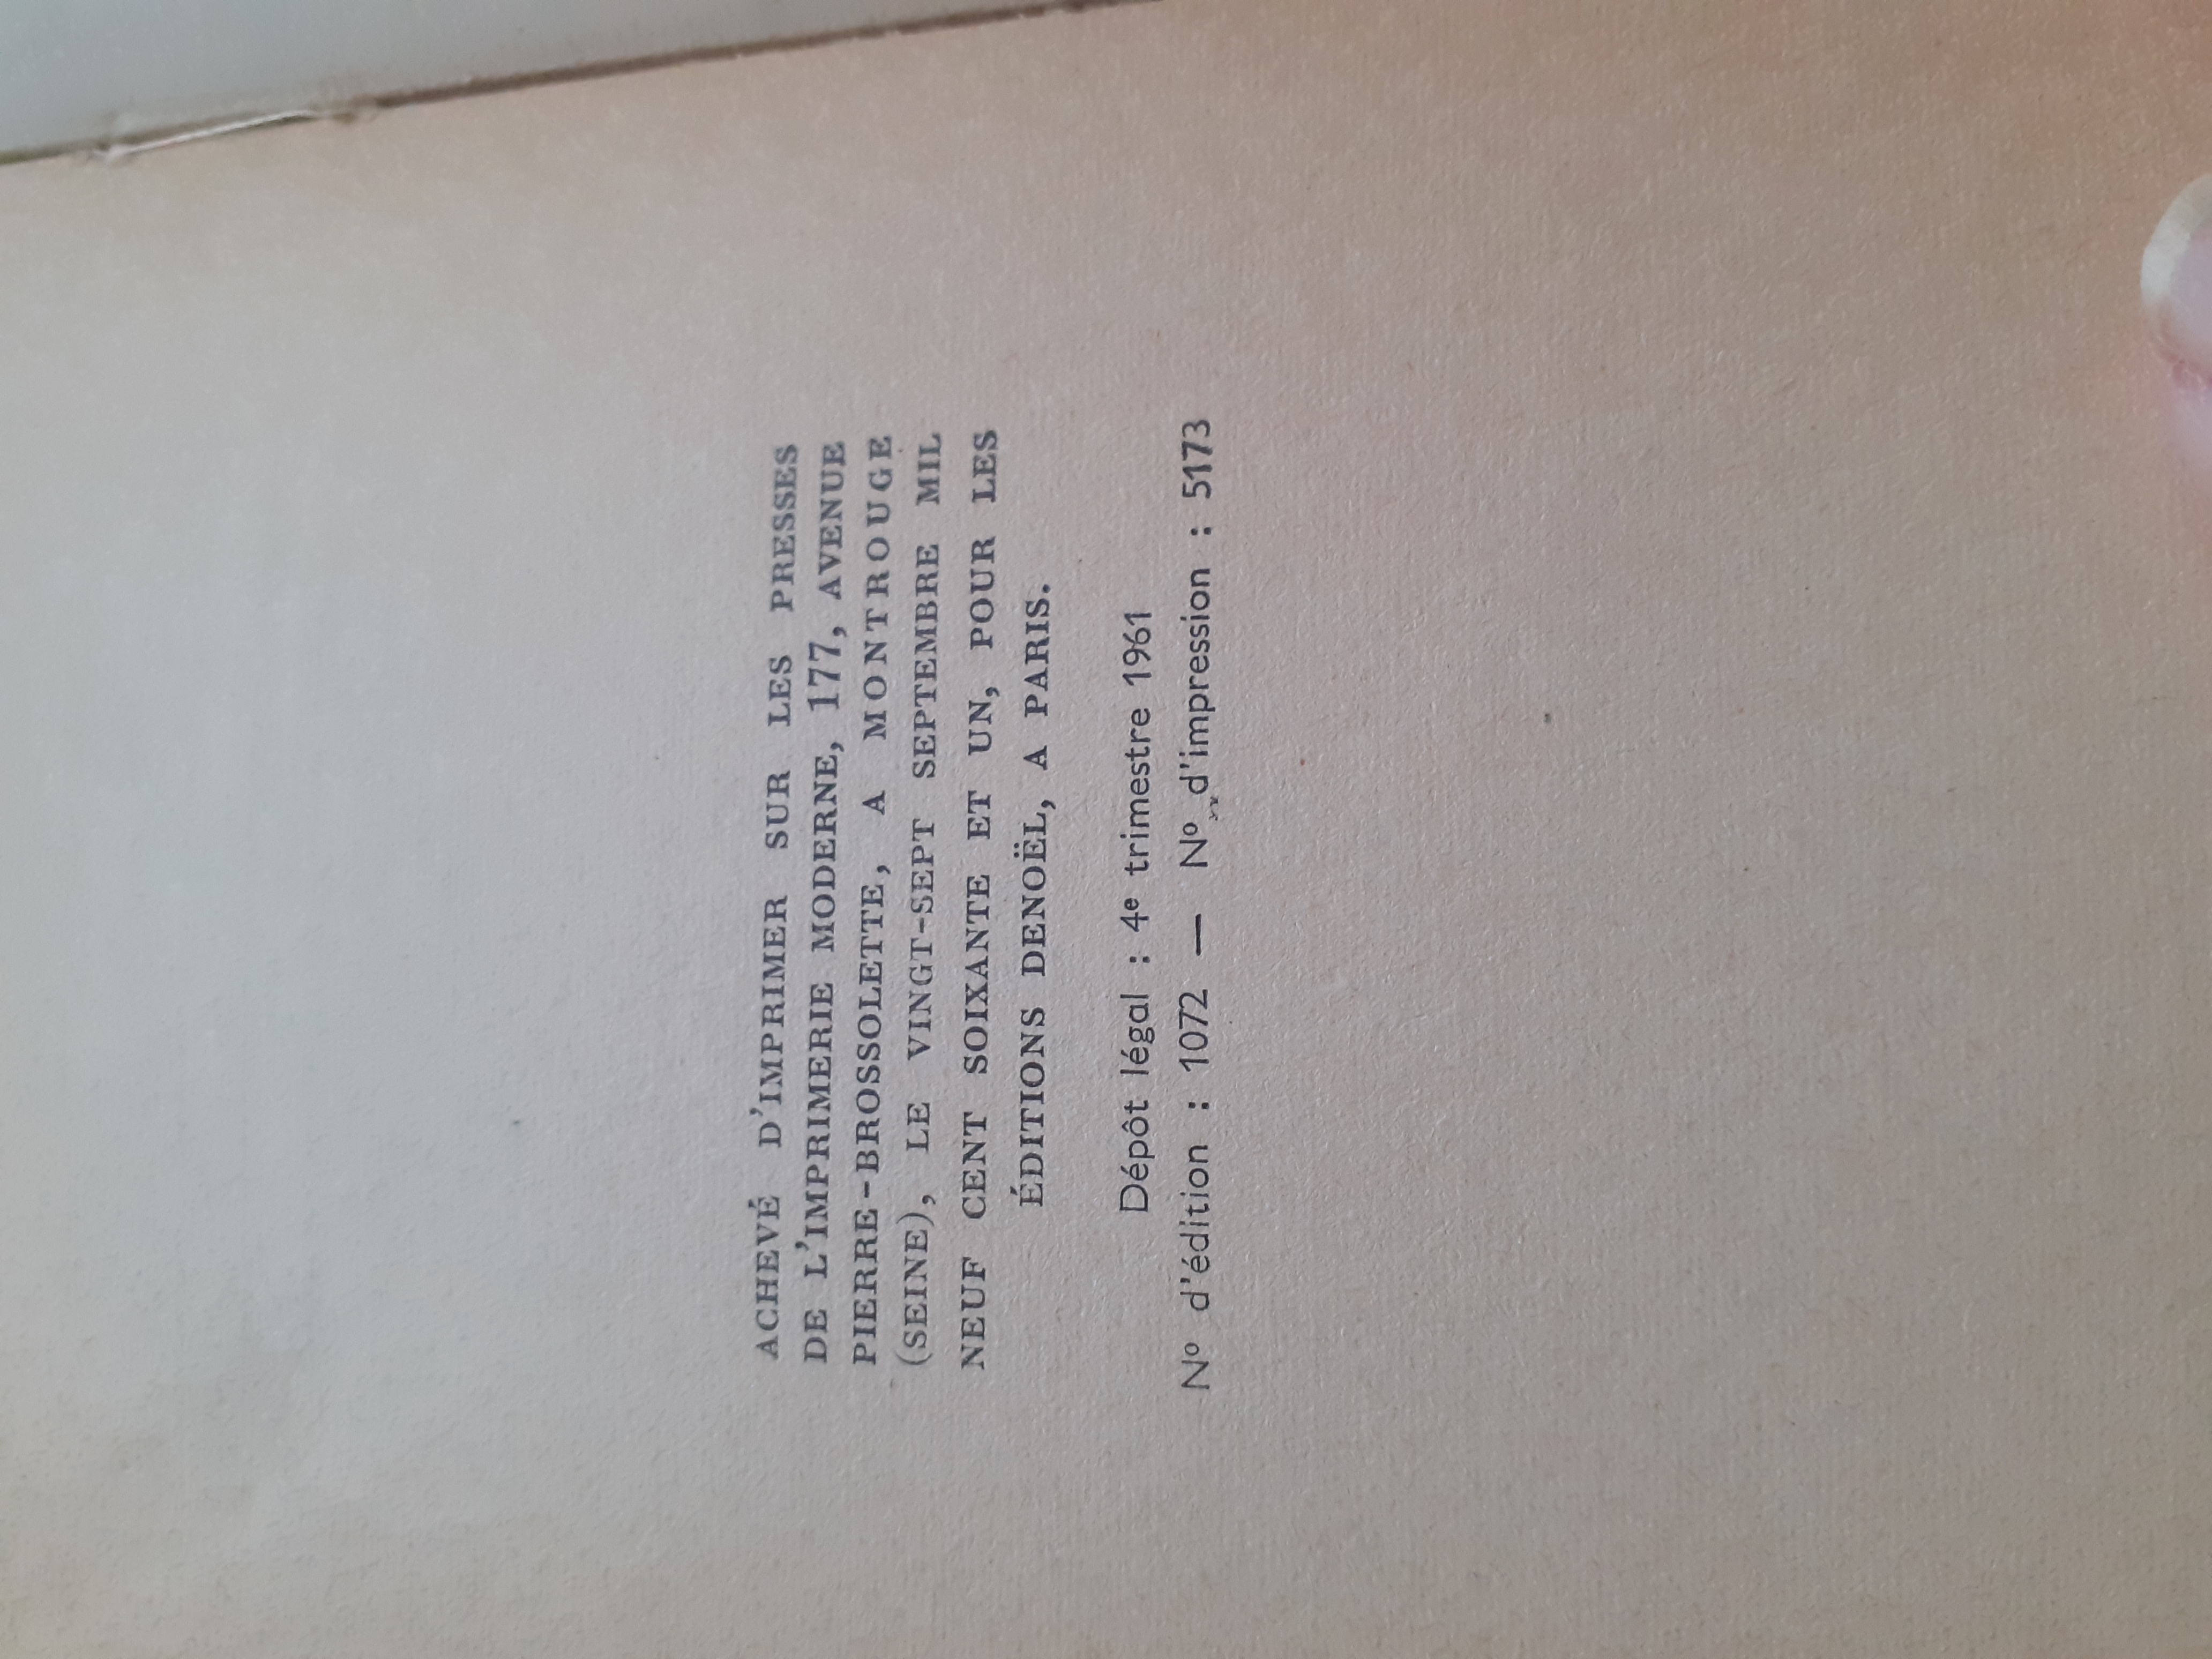 ACHEVÉ D'IMPRIMER SUR LES PRESSES
DE L'IMPRIMERIE MODERNE, 177, AVENUE
PIERRE-BROSSOLETTE, A MONTROUGE
(SEINE), LE VINGT-SEPT SEPTEMBRE MIL
NEUF CENT SOIXANTE ET UN, POUR LES
ÉDITIONS DENOËL, A PARIS.
Dépôt légal : 4e trimestre 1961
No d'édition : 1072 — No d'impression : 5173